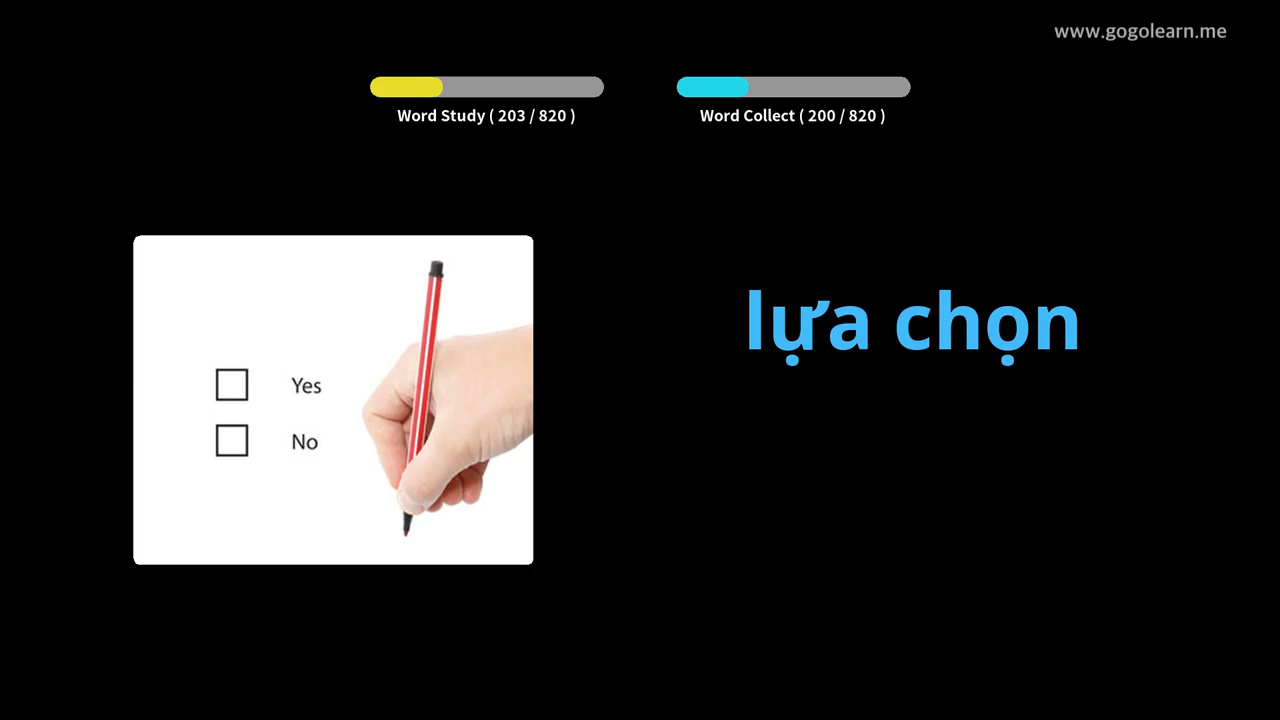 www.gogolearn.me
Word Study ( 203 / 820 )
Word Collect ( 200 / 820 )
lựa chọn
Yes
No